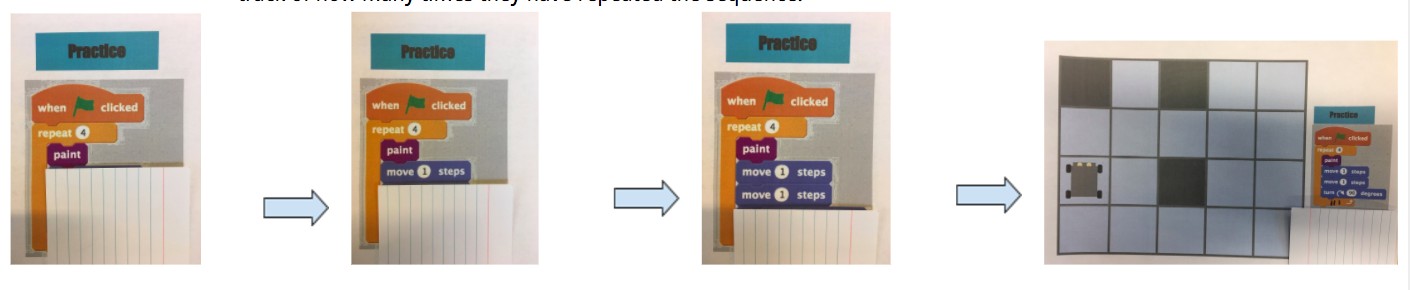 track of how many times they have repeated the sequence.
Practice
when clicked
repeat 4
paint
Practice
when clicked
repeat 4
paint
move 1 steps
Practice
when clicked
repeat 4
paint
move 1 steps
move 1 steps
Practice
when clicked
repeat 4
paint
move 1 steps
move 1 steps
turn 90 degrees